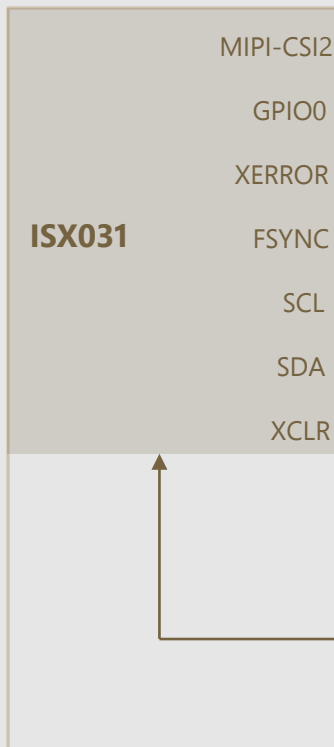 MIPI-CSI2
GPIO0
XERROR
ISX031
FSYNC
SCL
SDA
XCLR